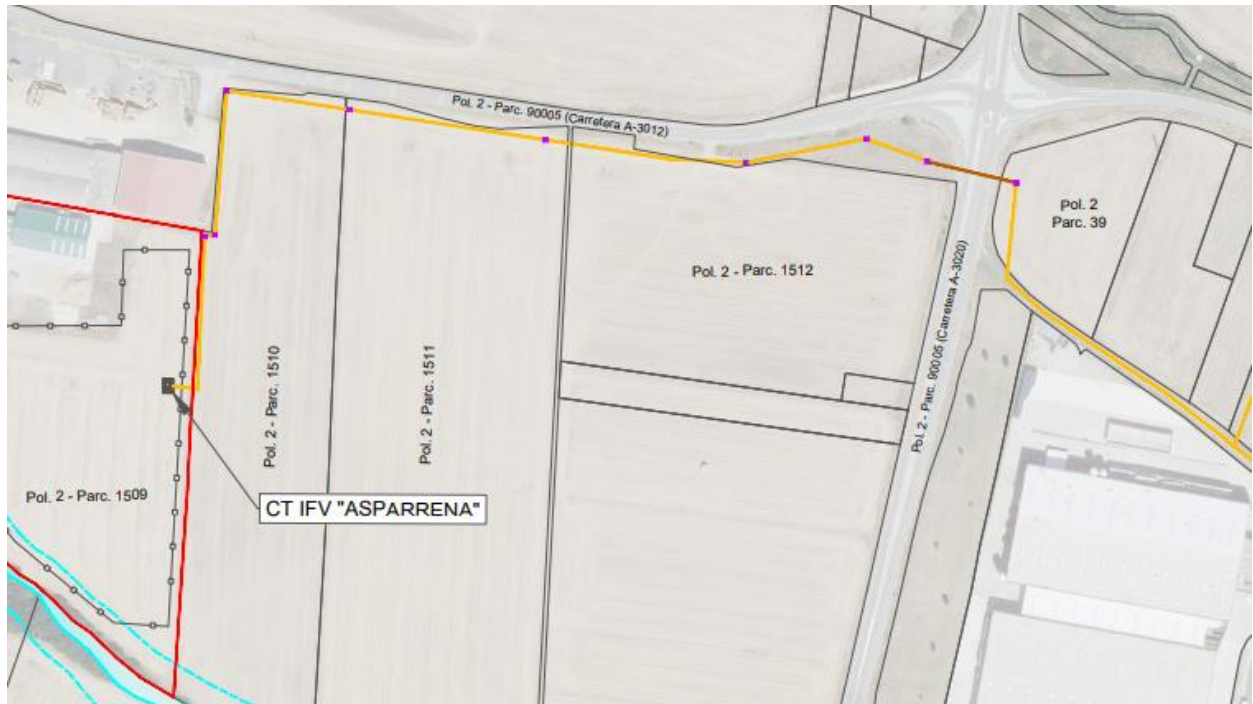 Pol. 2 - Parc. 90005 (Carretera A-3012)
Pol. 2
Parc. 39
Pol. 2 - Parc. 1512
Pol. 2 - Parc. 90005 (Carretera A-3020)
Pol. 2 - Parc. 1510
Pol. 2 - Parc. 1511
Pol. 2 - Parc. 1509
CT IFV "ASPARRENA"